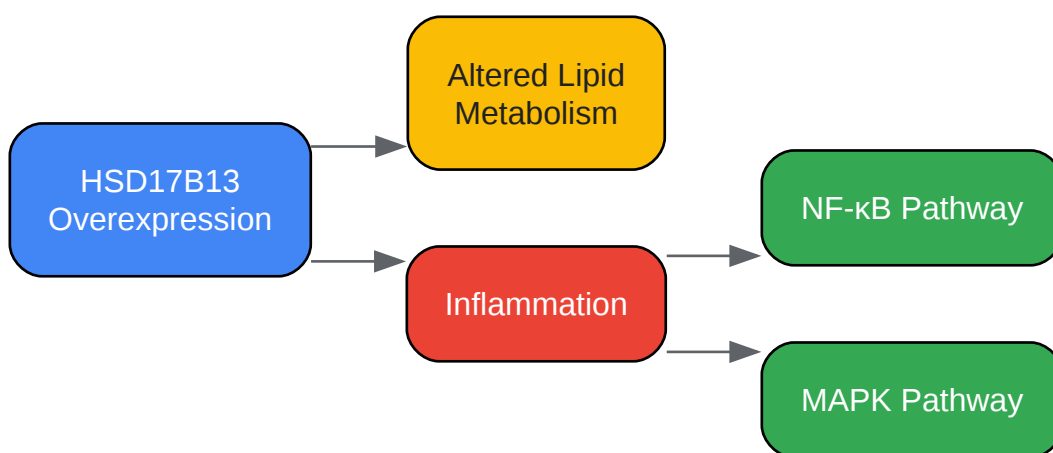 Altered Lipid
Metabolism
HSD17B13
Overexpression
NF-κB Pathway
Inflammation
MAPK Pathway